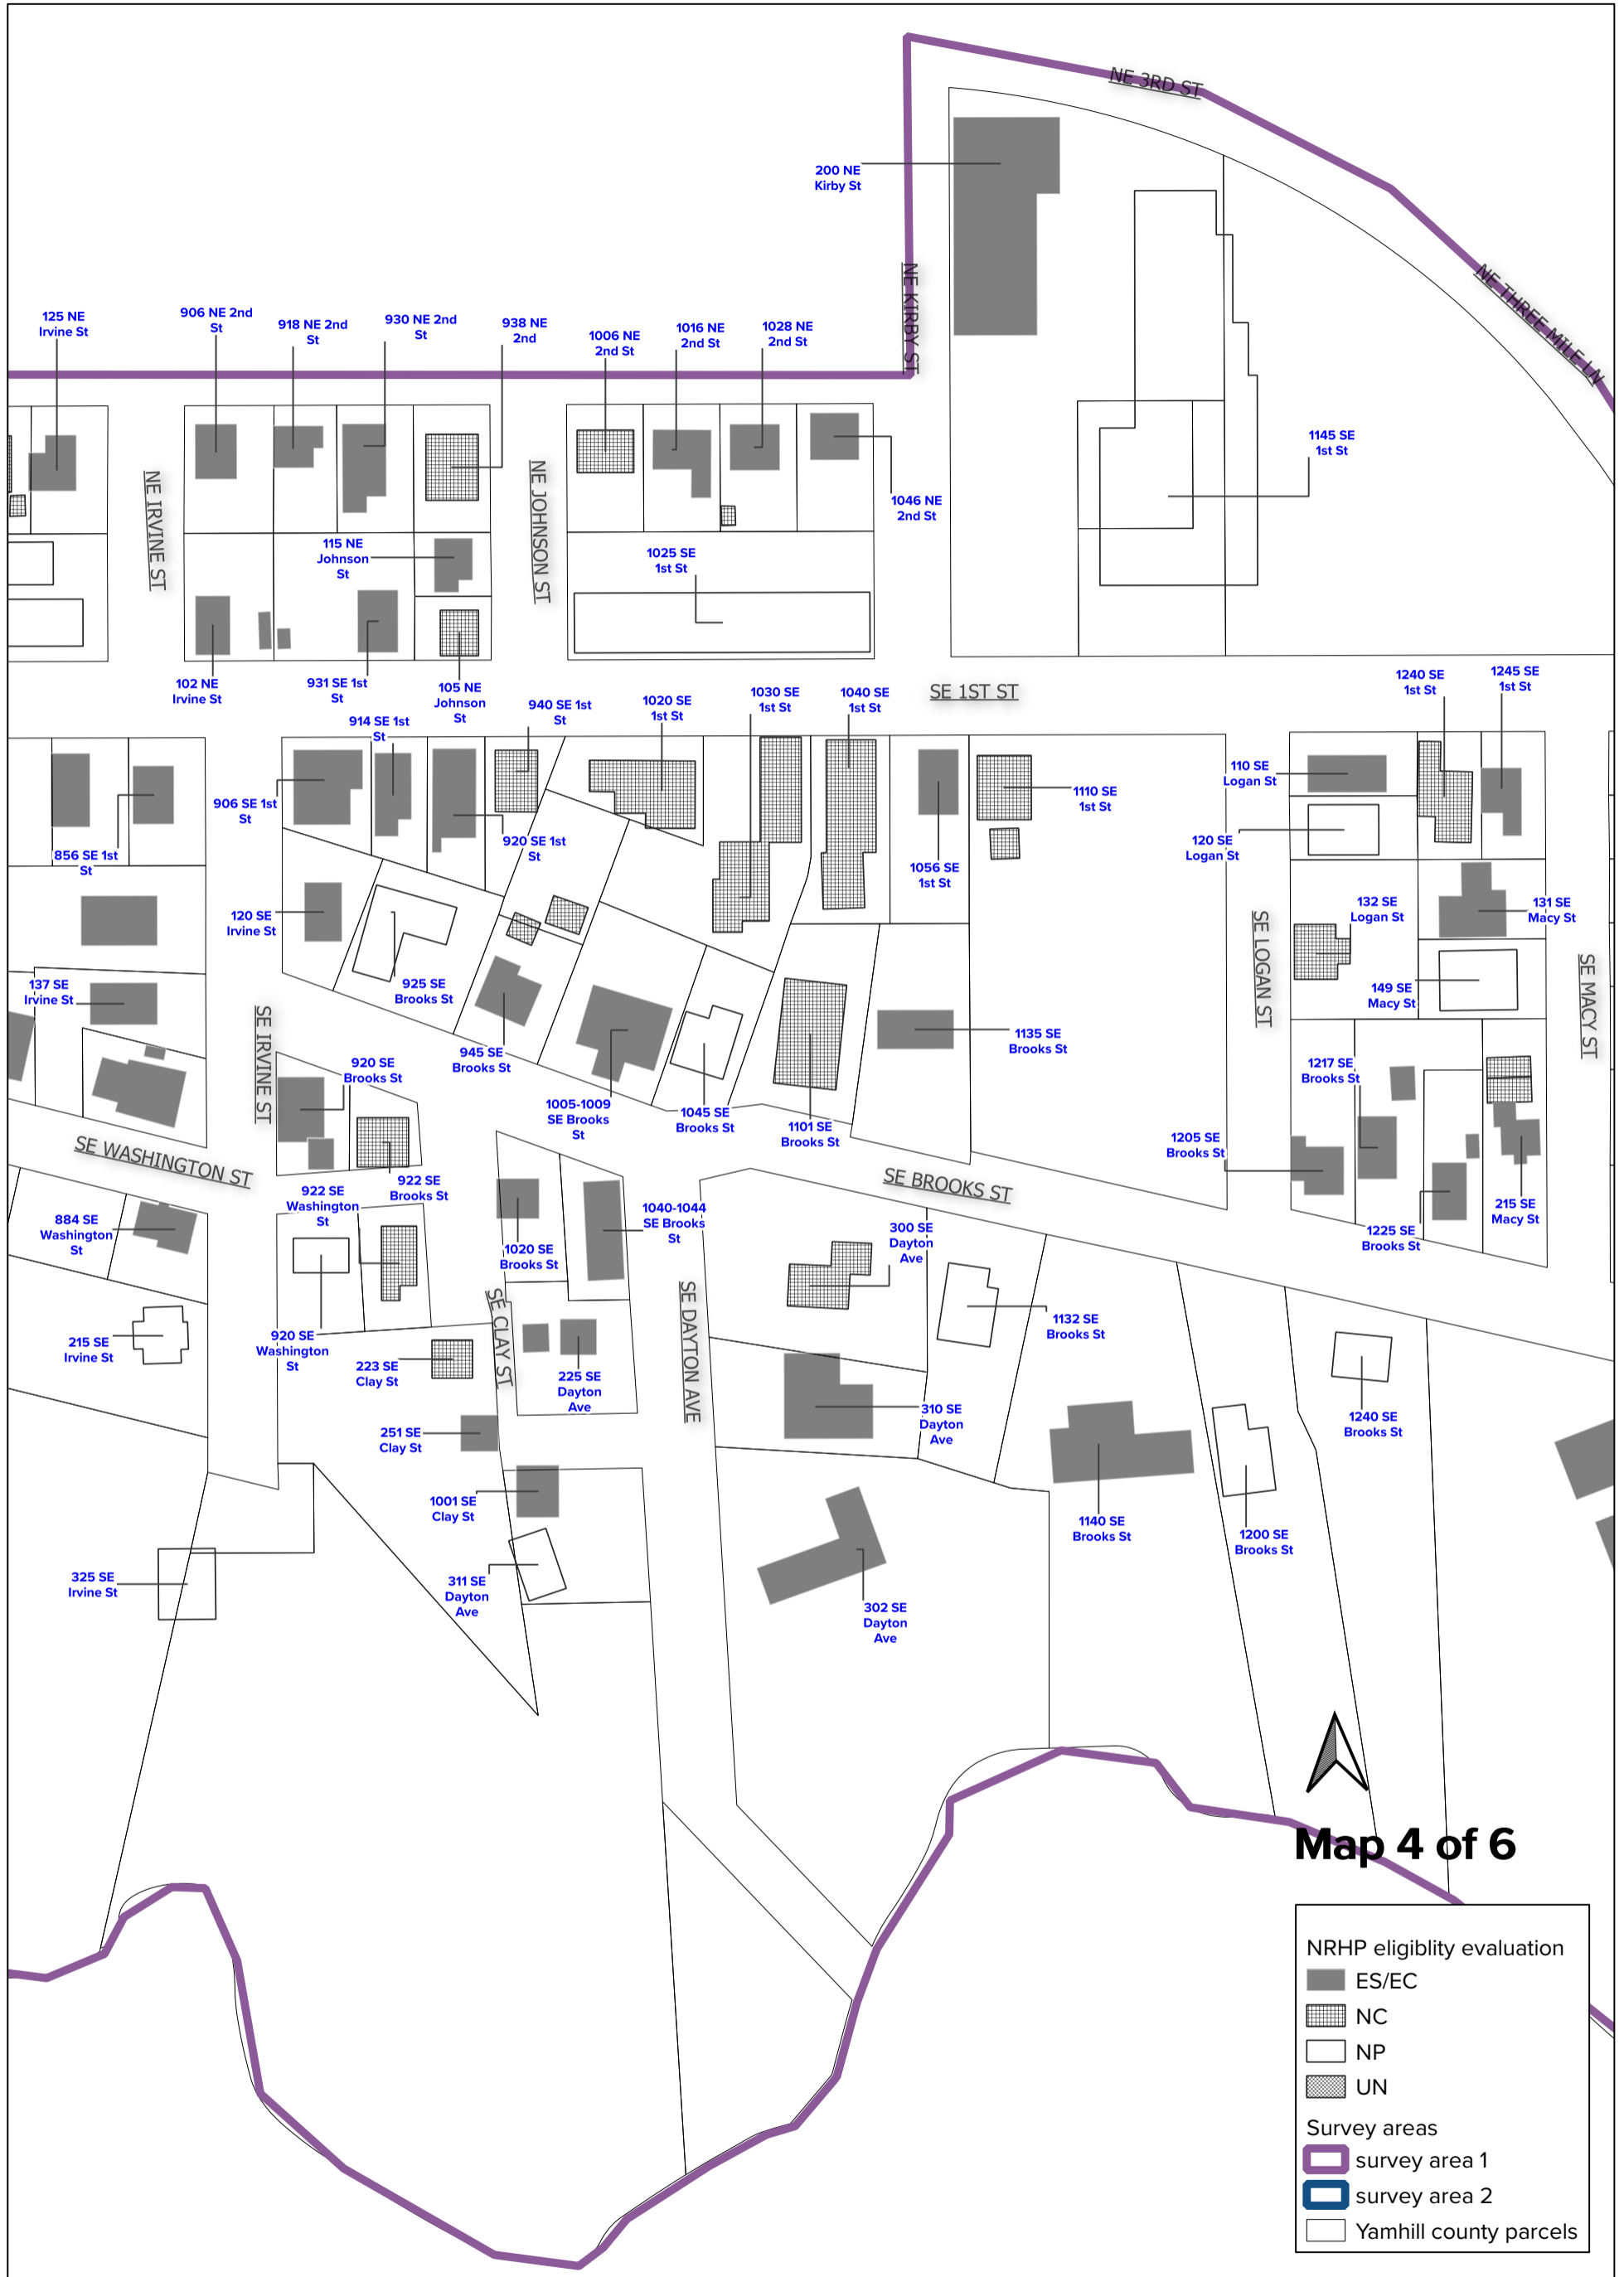 NE 3RD ST
200 NE
Kirby St
NE KIRBY ST
NE THREE MILE LN
125 NE
Irvine St
906 NE 2nd
St
918 NE 2nd
St
930 NE 2nd
St
938 NE
2nd
1006 NE
2nd St
1016 NE
2nd St
1028 NE
2nd St
1145 SE
1st St
1046 NE
2nd St
NE IRVINE ST
NE JOHNSON ST
115 NE
Johnson
St
1025 SE
1st St
102 NE
Irvine St
931 SE 1st
St
105 NE
Johnson
St
SE 1ST ST
914 SE 1st
St
940 SE 1st
St
1020 SE
1st St
1030 SE
1st St
1040 SE
1st St
1240 SE
1st St
1245 SE
1st St
110 SE
Logan St
906 SE 1st
St
1110 SE
1st St
856 SE 1st
St
920 SE 1st
St
1056 SE
1st St
120 SE
Logan St
120 SE
Irvine St
132 SE
Logan St
131 SE
Macy St
SE LOGAN ST
SE MACY ST
137 SE
Irvine St
925 SE
Brooks St
149 SE
Macy St
SE IRVINE ST
945 SE
Brooks St
1135 SE
Brooks St
920 SE
Brooks St
1217 SE
Brooks St
1005-1009
SE Brooks
St
1045 SE
Brooks St
1101 SE
Brooks St
1205 SE
Brooks St
SE WASHINGTON ST
922 SE
Brooks St
SE BROOKS ST
922 SE
Washington
St
884 SE
Washington
St
1040-1044
SE Brooks
St
300 SE
Dayton
Ave
215 SE
Macy St
1225 SE
Brooks St
1020 SE
Brooks St
SE CLAY ST
SE DAYTON AVE
1132 SE
Brooks St
215 SE
Irvine St
920 SE
Washington
St
223 SE
Clay St
225 SE
Dayton
Ave
310 SE
Dayton
Ave
1240 SE
Brooks St
251 SE
Clay St
1001 SE
Clay St
1140 SE
Brooks St
1200 SE
Brooks St
325 SE
Irvine St
311 SE
Dayton
Ave
302 SE
Dayton
Ave
Map 4 of 6
NRHP eligiblity evaluation
ES/EC
NC
NP
UN
Survey areas
survey area 1
survey area 2
Yamhill county parcels